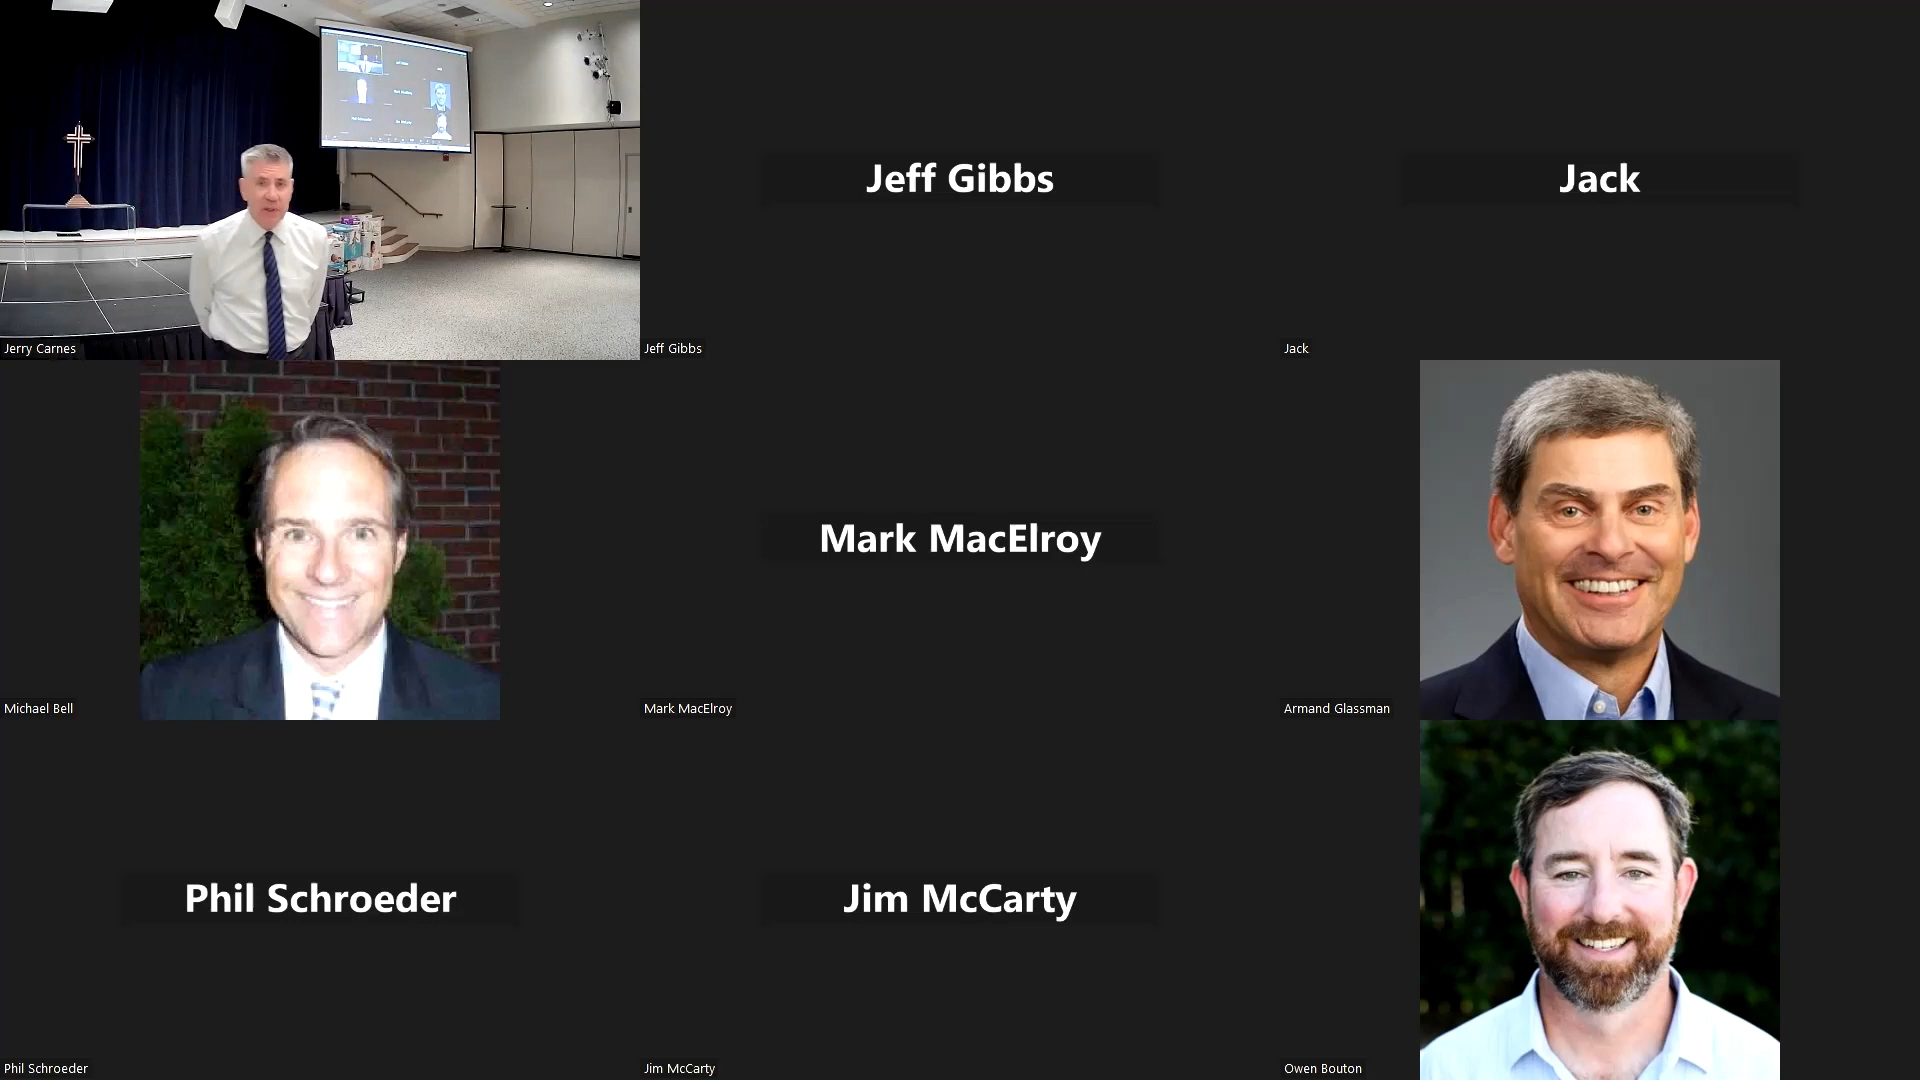 Jerry Carnes
Jeff Gibbs
Jeff Gibbs
Jack
Jack
Michael Bell
Mark MacElroy
Mark MacElroy
Armand Glassman
Phil Schroeder
Phil Schroeder
Jim McCarty
Jim McCarty
Owen Bouton